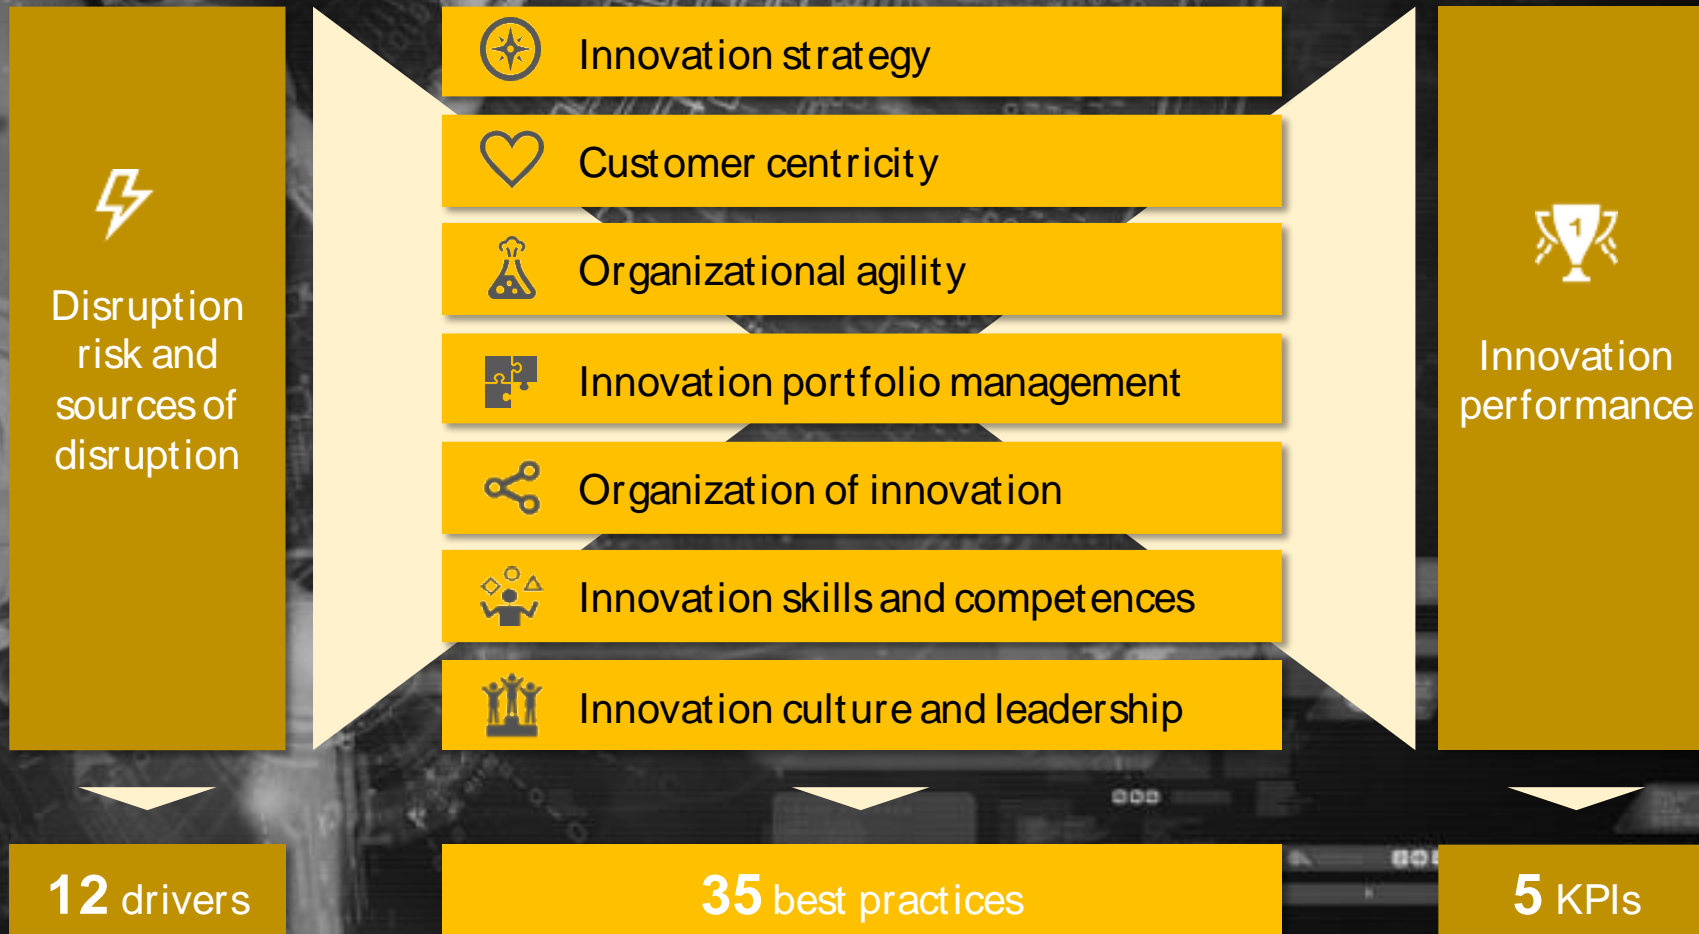 Disruption
risk and
sources of
disruption
Innovation strategy
Customer centricity
Organizational agility
Innovation portfolio management
Organization of innovation
Innovation skills and competences
Innovation culture and leadership
1
Innovation
performance
12 drivers
35 best practices
5 KPIs